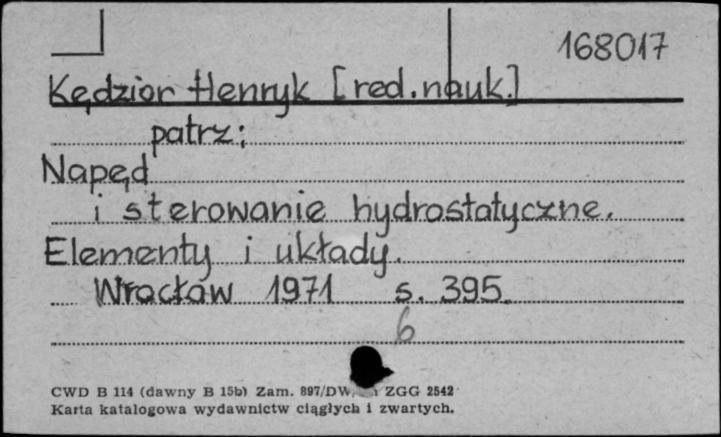 168017
Kędzior Henryk [red.nauk.]
patrz:
Napęd
i sterowanie hydrostatyczne.
Elementy i układy.
Wrocław 1971 s. 395.
6
CWD B 114 (dawny B 15b) Zam. 897/DW, ZGG 2542
Karta katalogowa wydawnictw ciągłych i zwartych.